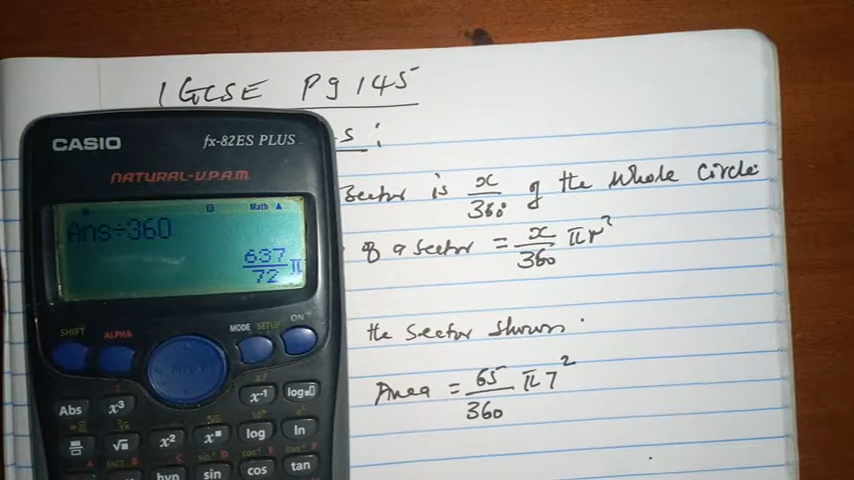 IGCSE Pg 145
s :
Sector is x/360° of the whole circle
of a sector = x/360 πr²
the sector shown.
Area = 65/360 π7²
CASIO fx-82ES PLUS
NATURAL-V.P.A.M.
Math ▲
Ans÷360
637/72 π
SHIFT ALPHA MODE SETUP ON
Abs x³ x⁻¹ log
√ x² x log ln
hyp sin cos tan